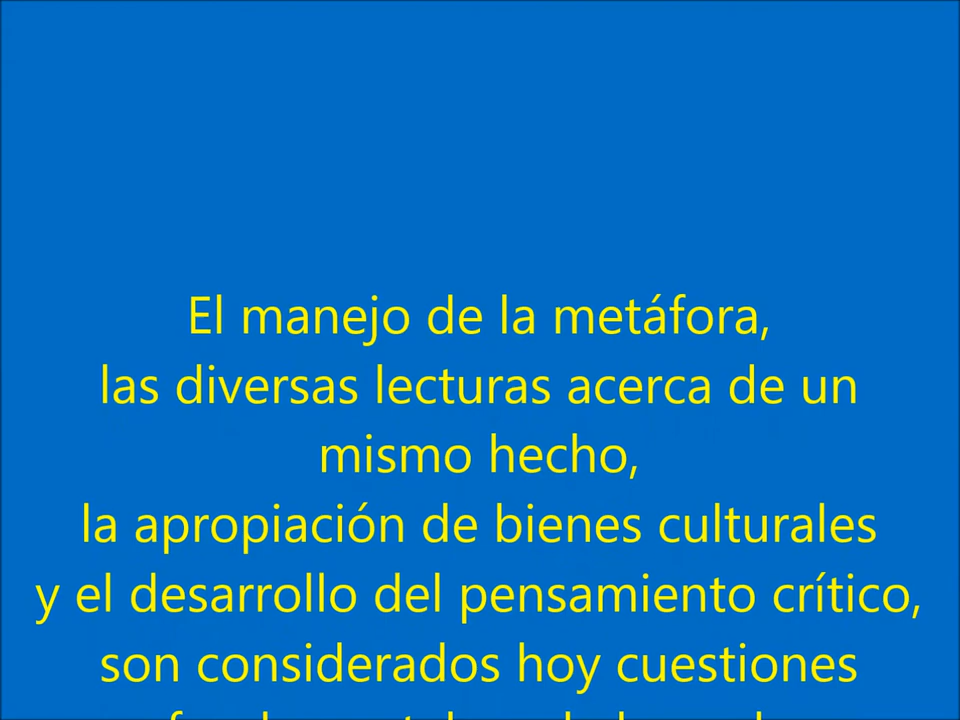 El manejo de la metáfora,
las diversas lecturas acerca de un
mismo hecho,
la apropiación de bienes culturales
y el desarrollo del pensamiento crítico,
son considerados hoy cuestiones